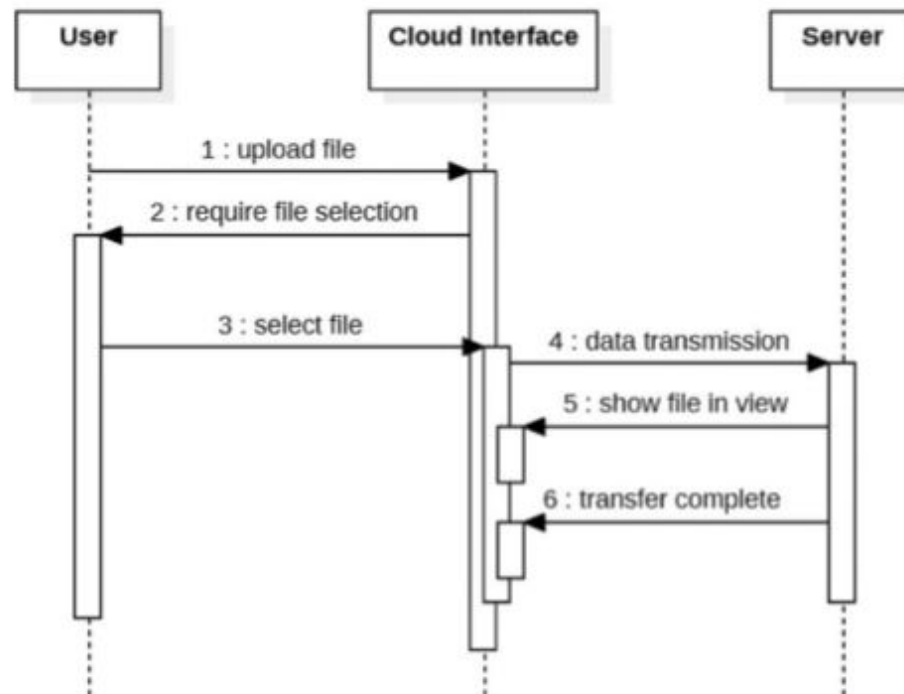 User
Cloud Interface
Server
1 : upload file
2 : require file selection
3 : select file
4 : data transmission
5 : show file in view
6 : transfer complete